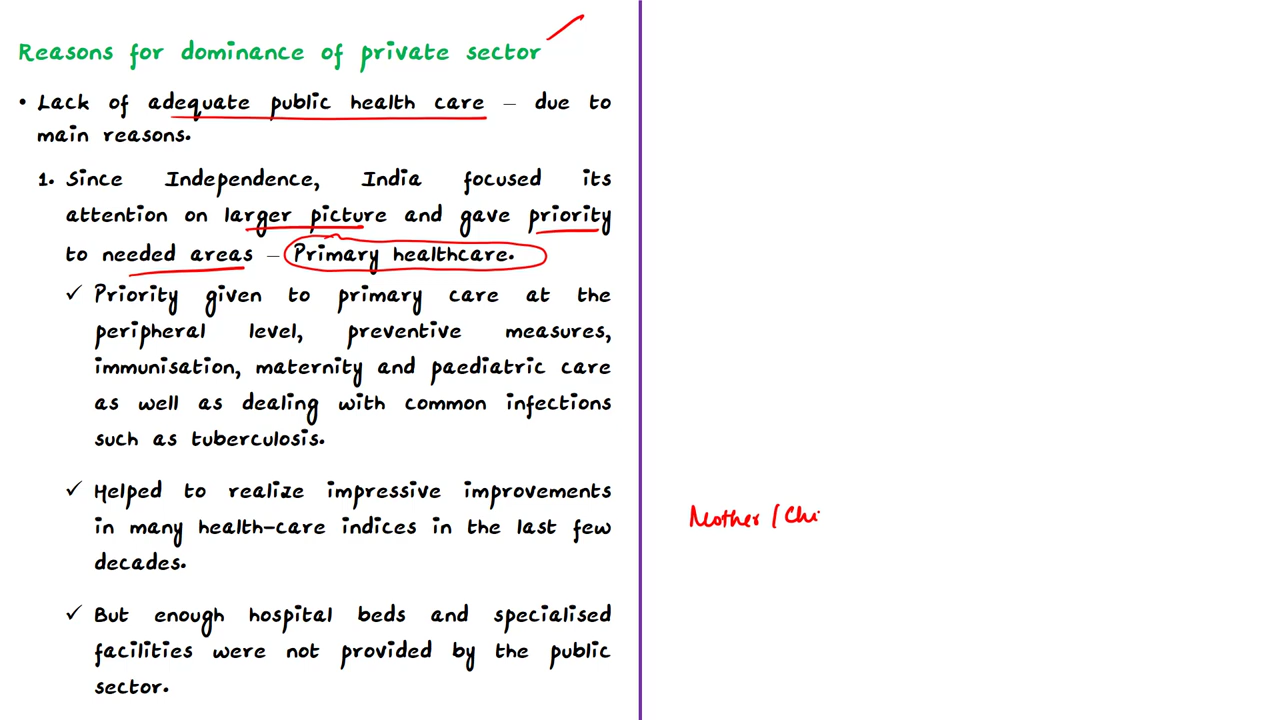 Reasons for dominance of private sector
• Lack of adequate public health care – due to
main reasons.
1. Since Independence, India focused its
attention on larger picture and gave priority
to needed areas – Primary healthcare.
✓ Priority given to primary care at the
peripheral level, preventive measures,
immunisation, maternity and paediatric care
as well as dealing with common infections
such as tuberculosis.
✓ Helped to realize impressive improvements
in many health-care indices in the last few
decades.
✓ But enough hospital beds and specialised
facilities were not provided by the public
sector.
Mother / Chi